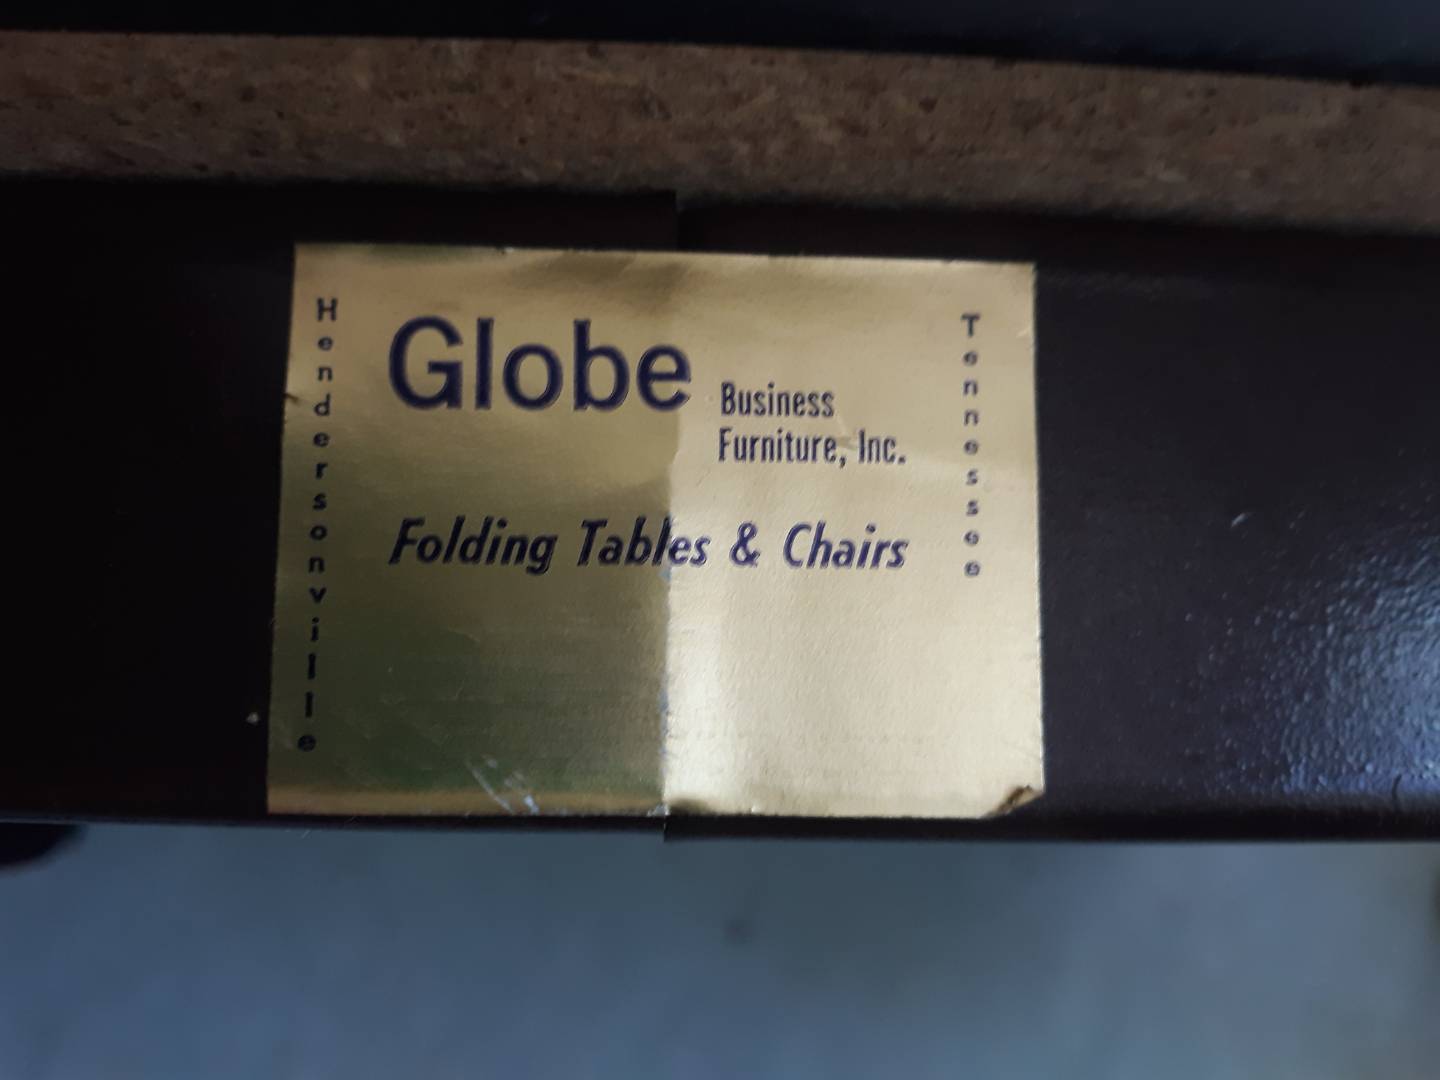 Hendersonville
Globe
Business
Furniture, Inc.
Folding Tables & Chairs
Tennessee